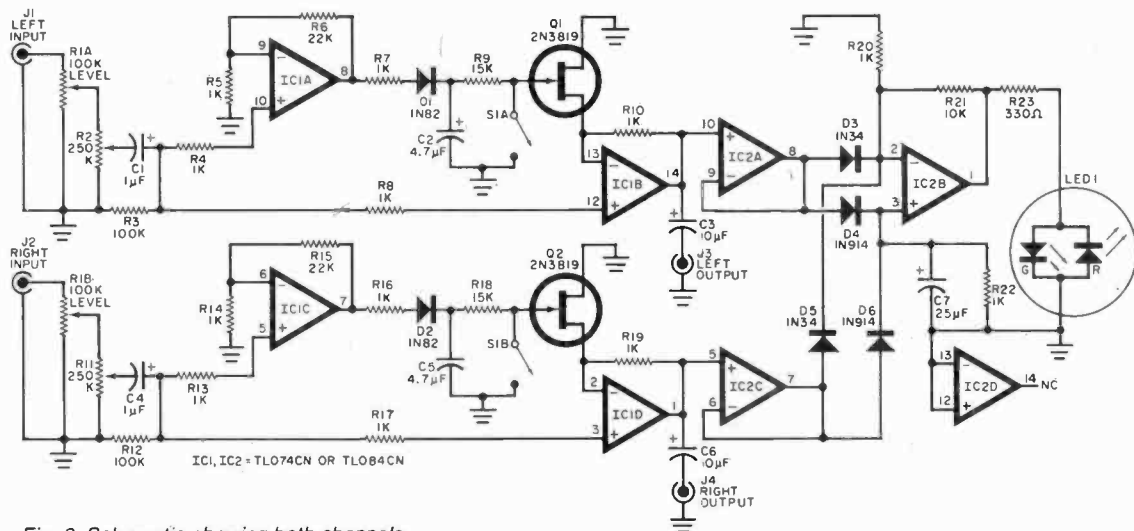 J1
LEFT
INPUT
R1A
100K
LEVEL
R2
250
K
C1
1µF
+
R3
100K
R4
1K
R5
1K
R6
22K
9
−
10
+
IC1A
8
R7
1K
D1
1N82
R9
15K
C2
4.7µF
+
S1A
Q1
2N3819
R8
1K
R10
1K
13
−
12
+
IC1B
14
C3
10µF
+
J3
LEFT
OUTPUT
10
+
9
−
IC2A
8
D3
1N34
D4
1N914
R20
1K
R21
10K
R23
330Ω
2
−
3
+
IC2B
1
LED1
G
R
C7
25µF
+
R22
1K
13
−
12
+
IC2D
14
NC
J2
RIGHT
INPUT
R1B
100K
LEVEL
R11
250
K
C4
1µF
+
R12
100K
R13
1K
R14
1K
R15
22K
6
−
5
+
IC1C
7
R16
1K
D2
1N82
R18
15K
C5
4.7µF
+
S1B
Q2
2N3819
R17
1K
R19
1K
2
−
3
+
IC1D
1
C6
10µF
+
J4
RIGHT
OUTPUT
5
+
6
−
IC2C
7
D5
1N34
D6
1N914
IC1, IC2 = TL074CN OR TL084CN